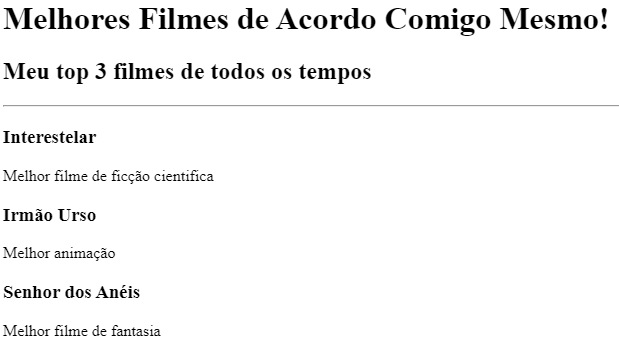 Melhores Filmes de Acordo Comigo Mesmo!
Meu top 3 filmes de todos os tempos
Interestelar
Melhor filme de ficção cientifica
Irmão Urso
Melhor animação
Senhor dos Anéis
Melhor filme de fantasia